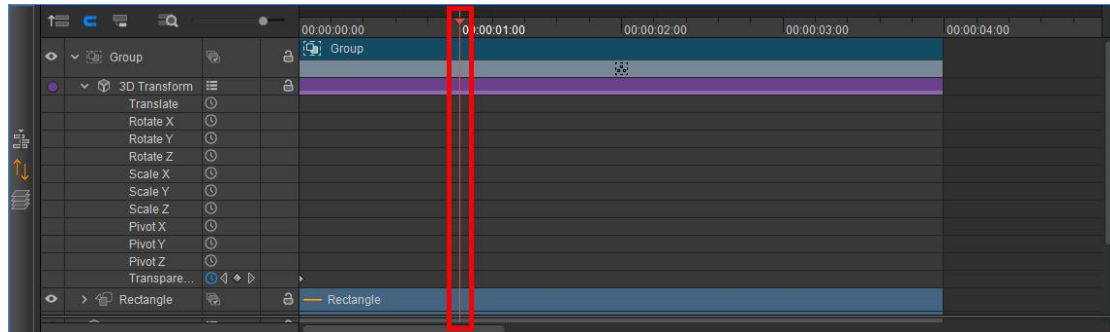 00:00:00:00 00:00:01:00 00:00:02:00 00:00:03:00 00:00:04:00
Group Group
3D Transform
Translate
Rotate X
Rotate Y
Rotate Z
Scale X
Scale Y
Scale Z
Pivot X
Pivot Y
Pivot Z
Transpare...
Rectangle Rectangle